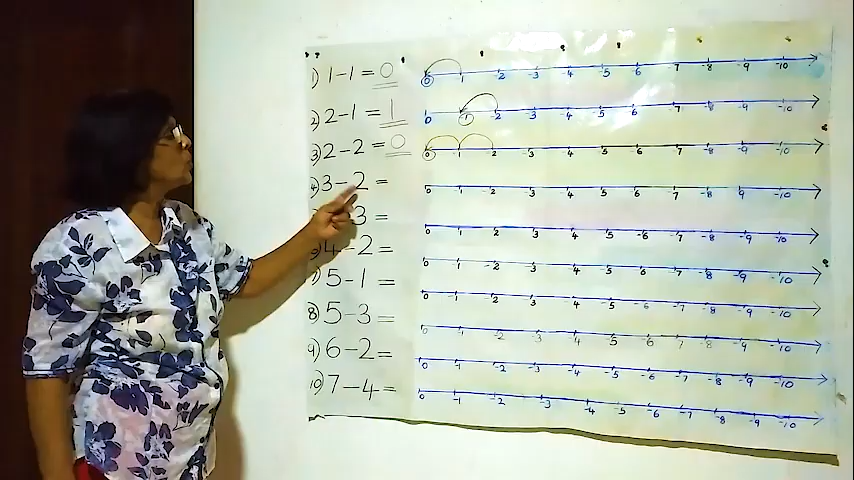 1) 1-1=0 0 1 -2 -3 -4 -5 -6 -7 -8 -9 -10
2) 2-1=1 0 1 -2 -3 -4 -5 -6 -7 -8 -9 -10
3) 2-2=0 0 1 -2 -3 -4 -5 -6 -7 -8 -9 -10
4) 3-2= 0 -1 -2 -3 -4 -5 -6 -7 -8 -9 -10
3= 0 -1 -2 -3 -4 -5 -6 -7 -8 -9 -10
4-2= 0 -1 -2 -3 -4 -5 -6 -7 -8 -9 -10
5-1= 0 -1 -2 -3 -4 -5 -6 -7 -8 -9 -10
8) 5-3= 0 -1 -2 -3 -4 -5 -6 -7 -8 -9 -10
9) 6-2= 0 -1 -2 -3 -4 -5 -6 -7 -8 -9 -10
10) 7-4= 0 -1 -2 -3 -4 -5 -6 -7 -8 -9 -10